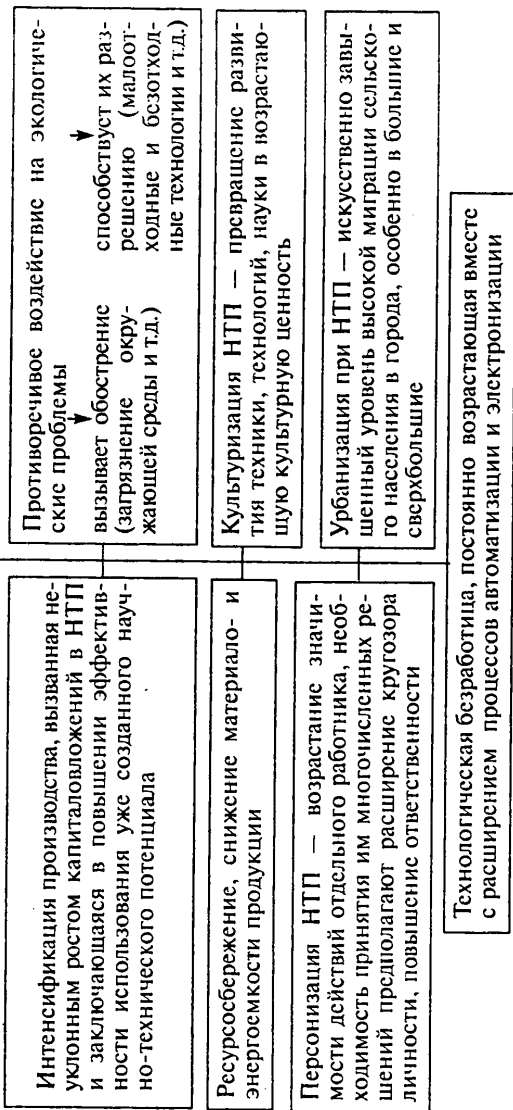 Интенсификация производства, вызванная не-
уклонным ростом капиталовложений в НТП
и заключающаяся в повышении эффектив-
ности использования уже созданного науч-
но-технического потенциала
Противоречивое воздействие на экологиче-
ские проблемы
вызывает обострение
(загрязнение окру-
жающей среды и т.д.)
способствует их раз-
решению (малоот-
ходные и безотход-
ные технологии и т.д.)
Ресурсосбережение, снижение материало- и
энергоемкости продукции
Культуризация НТП — превращение разви-
тия техники, технологий, науки в возрастаю-
щую культурную ценность
Персонизация НТП — возрастание значи-
мости действий отдельного работника, необ-
ходимость принятия им многочисленных ре-
шений предполагают расширение кругозора
личности, повышение ответственности
Урбанизация при НТП — искусственно завы-
шенный уровень высокой миграции сельско-
го населения в города, особенно в большие и
сверхбольшие
Технологическая безработица, постоянно возрастающая вместе
с расширением процессов автоматизации и электронизации